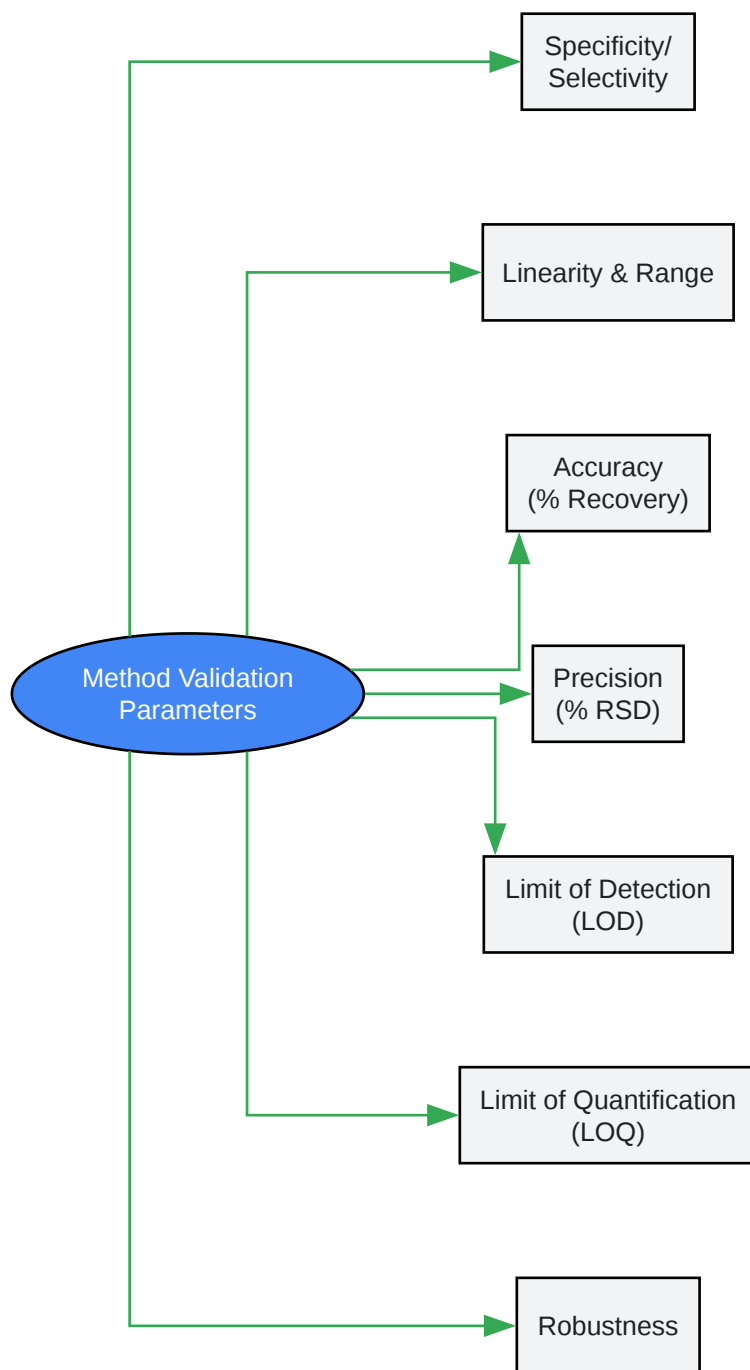 Specificity/
Selectivity
Linearity & Range
Accuracy
(% Recovery)
Method Validation
Parameters
Precision
(% RSD)
Limit of Detection
(LOD)
Limit of Quantification
(LOQ)
Robustness